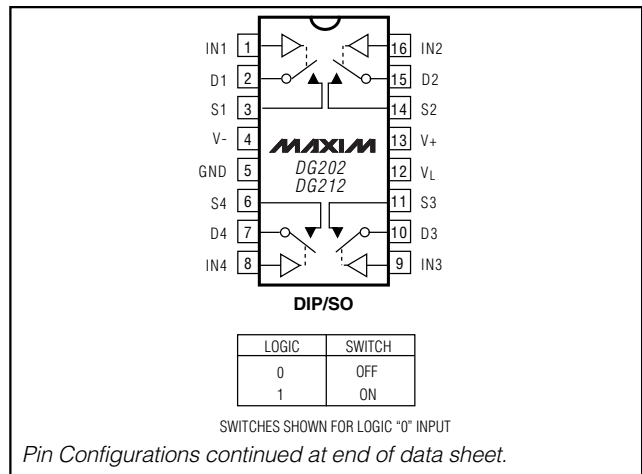 IN1 1 16 IN2
D1 2 15 D2
S1 3 14 S2
V- 4 MAXIM 13 V+
GND 5 DG202 12 VL
DG212
S4 6 11 S3
D4 7 10 D3
IN4 8 9 IN3
DIP/SO
LOGIC SWITCH
0 OFF
1 ON
SWITCHES SHOWN FOR LOGIC “0” INPUT
Pin Configurations continued at end of data sheet.